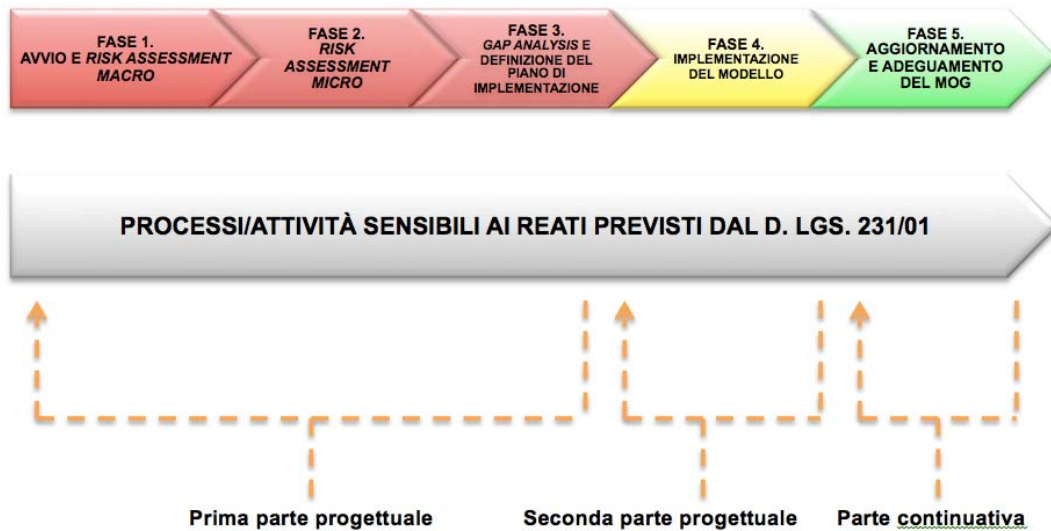 FASE 1.
AVVIO E RISK ASSESSMENT
MACRO
FASE 2.
RISK
ASSESSMENT
MICRO
FASE 3.
GAP ANALYSIS E
DEFINIZIONE DEL
PIANO DI
IMPLEMENTAZIONE
FASE 4.
IMPLEMENTAZIONE
DEL MODELLO
FASE 5.
AGGIORNAMENTO
E ADEGUAMENTO
DEL MOG
PROCESSI/ATTIVITÀ SENSIBILI AI REATI PREVISTI DAL D. LGS. 231/01
Prima parte progettuale
Seconda parte progettuale
Parte continuativa